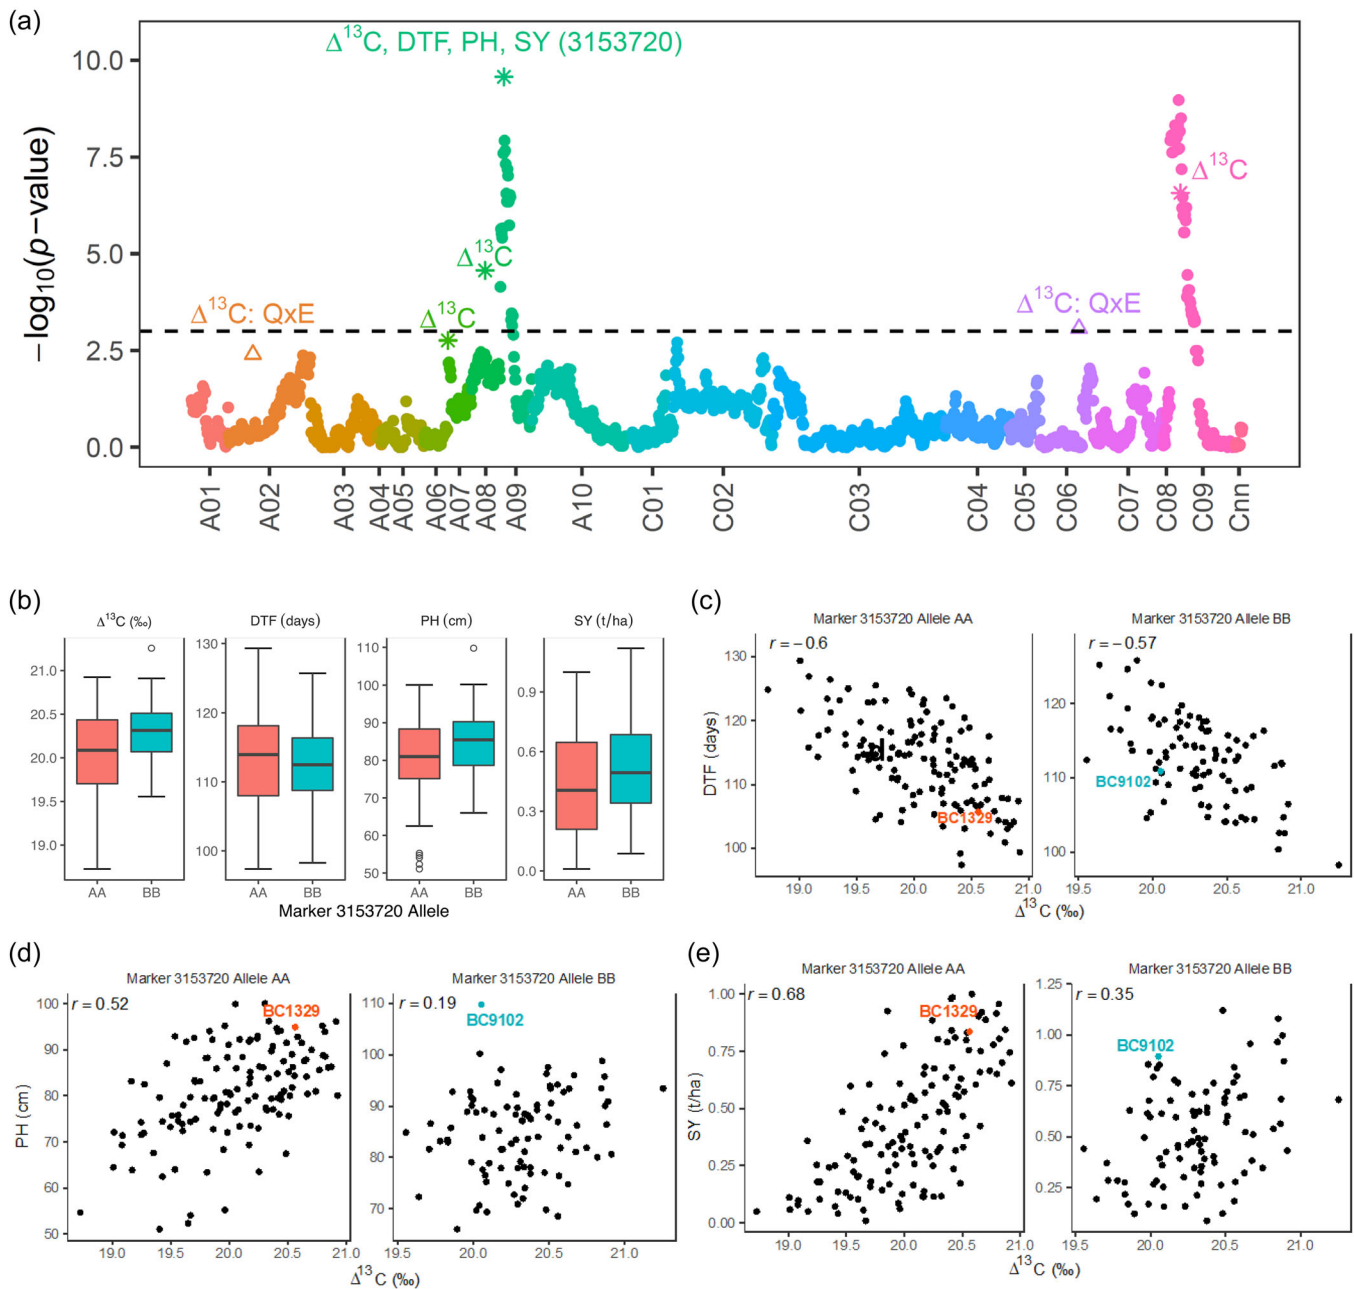 (a)
Δ¹³C, DTF, PH, SY (3153720)
10.0
7.5
5.0
2.5
0.0
−log₁₀(p−value)
Δ¹³C: QxE
Δ¹³C
Δ¹³C
Δ¹³C: QxE
Δ¹³C
A01 A02 A03 A04 A05 A06 A07 A08 A09 A10 C01 C02 C03 C04 C05 C06 C07 C08 C09 Cnn
(b)
Δ¹³C (‰) DTF (days) PH (cm) SY (t/ha)
21.0
20.5
20.0
19.5
19.0
130
120
110
100
110
100
90
80
70
60
50
0.9
0.6
0.3
0.0
AA BB AA BB AA BB AA BB
Marker 3153720 Allele
(c)
Marker 3153720 Allele AA Marker 3153720 Allele BB
r = −0.6 r = −0.57
DTF (days)
130
120
110
100
120
110
100
BC1329
BC9102
19.0 19.5 20.0 20.5 21.0 19.5 20.0 20.5 21.0
Δ¹³C (‰)
(d)
Marker 3153720 Allele AA Marker 3153720 Allele BB
r = 0.52 r = 0.19
PH (cm)
100
90
80
70
60
50
110
100
90
80
70
BC1329
BC9102
19.0 19.5 20.0 20.5 21.0 19.5 20.0 20.5 21.0
Δ¹³C (‰)
(e)
Marker 3153720 Allele AA Marker 3153720 Allele BB
r = 0.68 r = 0.35
SY (t/ha)
1.00
0.75
0.50
0.25
0.00
1.25
1.00
0.75
0.50
0.25
BC1329
BC9102
19.0 19.5 20.0 20.5 21.0 19.5 20.0 20.5 21.0
Δ¹³C (‰)